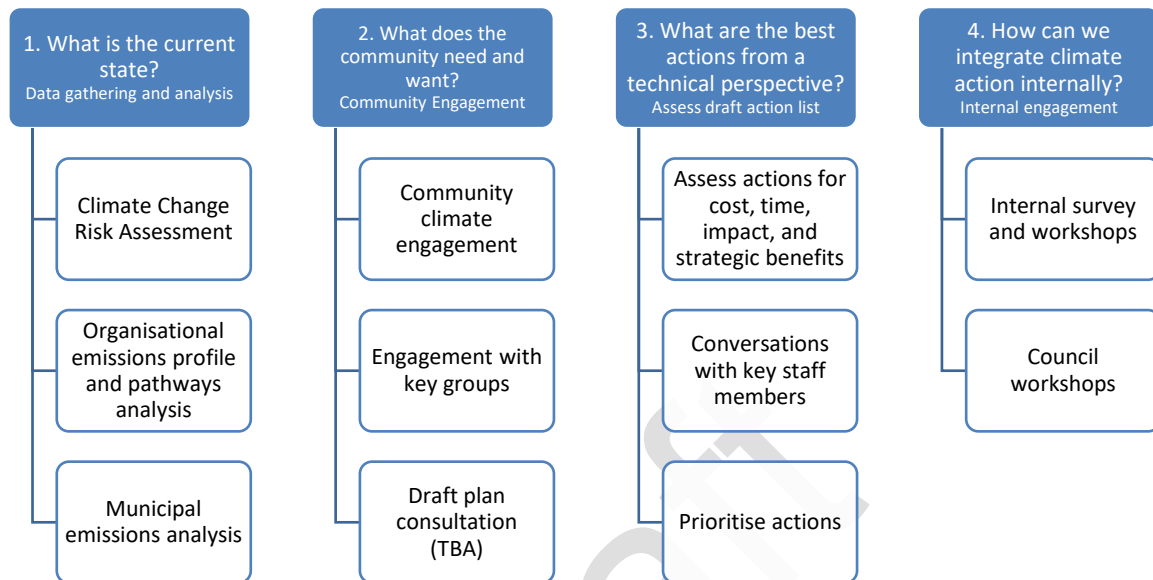 1. What is the current
state?
Data gathering and analysis
Climate Change
Risk Assessment
Organisational
emissions profile
and pathways
analysis
Municipal
emissions analysis
2. What does the
community need and
want?
Community Engagement
Community
climate
engagement
Engagement with
key groups
Draft plan
consultation
(TBA)
3. What are the best
actions from a
technical perspective?
Assess draft action list
Assess actions for
cost, time,
impact, and
strategic benefits
Conversations
with key staff
members
Prioritise actions
4. How can we
integrate climate
action internally?
Internal engagement
Internal survey
and workshops
Council
workshops